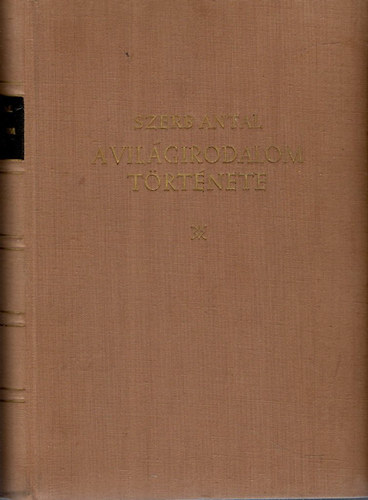 SZERB ANTAL
A VILÁGIRODALOM
TÖRTÉNETE